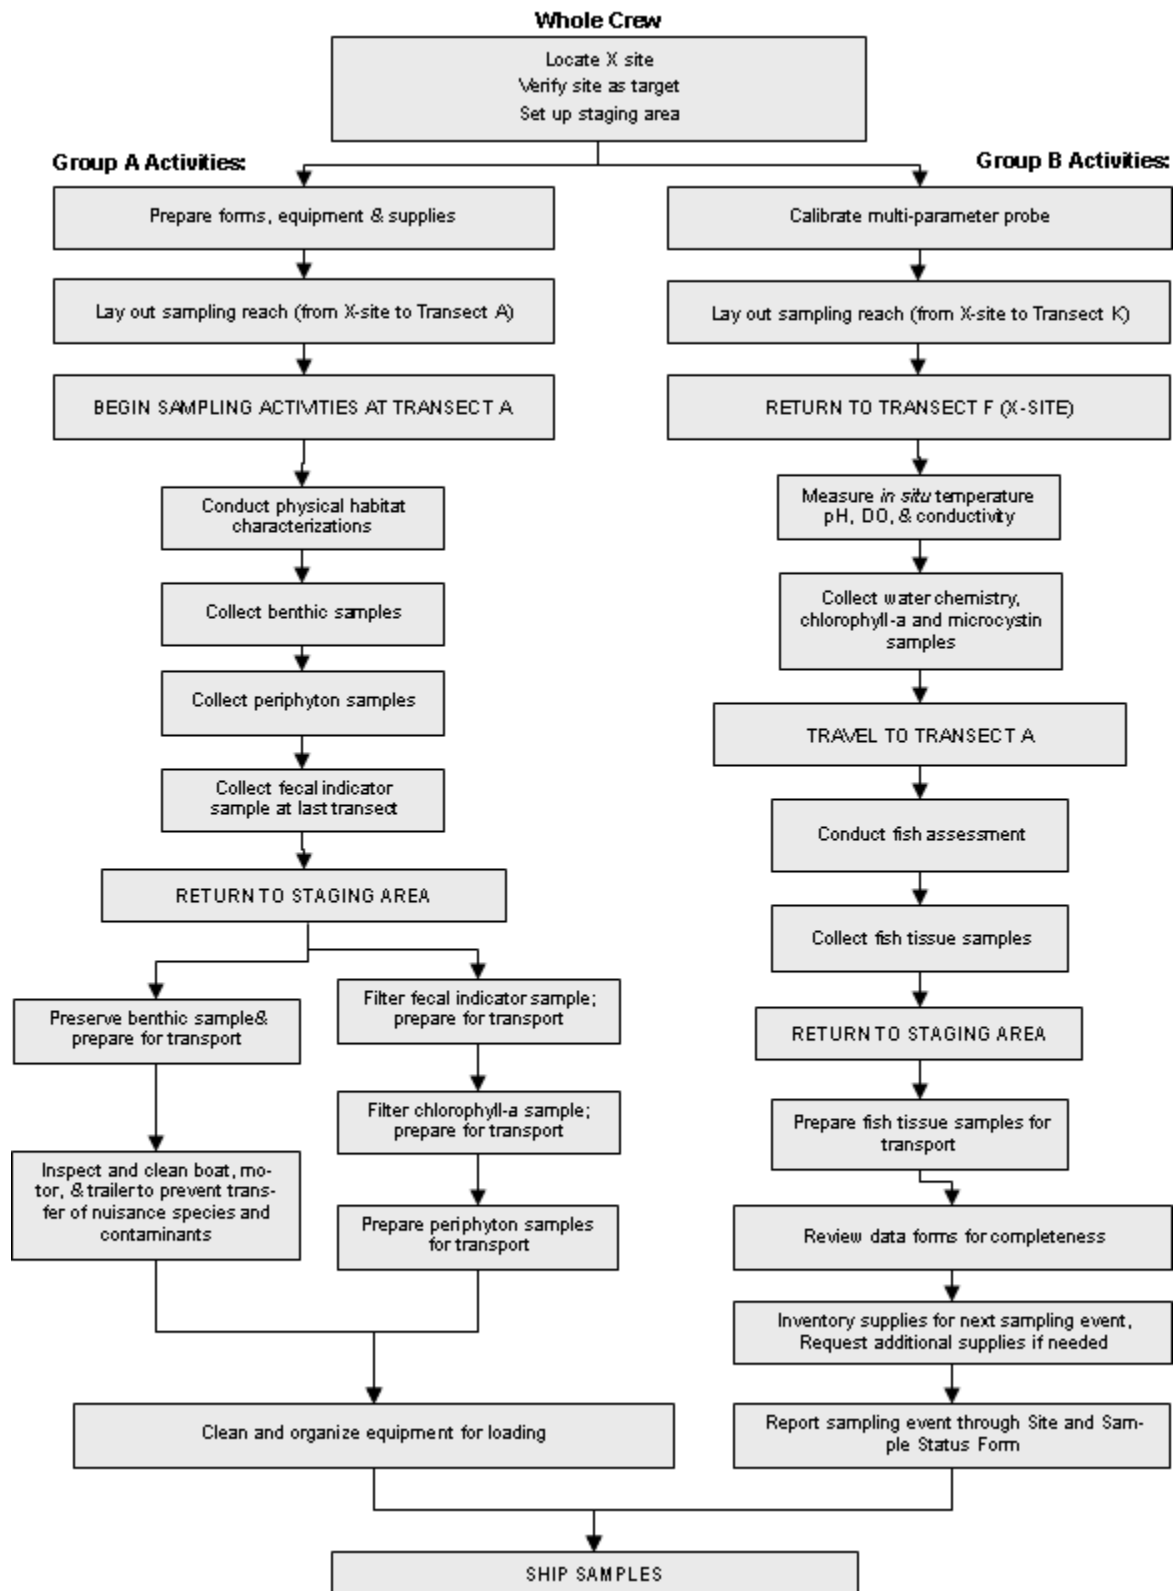 Whole Crew
Locate X site
Verify site as target
Set up staging area
Group A Activities:
Group B Activities:
Prepare forms, equipment & supplies
Calibrate multi-parameter probe
Lay out sampling reach (from X-site to Transect A)
Lay out sampling reach (from X-site to Transect K)
BEGIN SAMPLING ACTIVITIES AT TRANSECT A
RETURN TO TRANSECT F (X-SITE)
Conduct physical habitat
characterizations
Measure in situ temperature
pH, DO, & conductivity
Collect benthic samples
Collect water chemistry,
chlorophyll-a and microcystin
samples
Collect periphyton samples
TRAVEL TO TRANSECT A
Collect fecal indicator
sample at last transect
Conduct fish assessment
RETURN TO STAGING AREA
Collect fish tissue samples
Preserve benthic sample&
prepare for transport
Filter fecal indicator sample;
prepare for transport
RETURN TO STAGING AREA
Filter chlorophyll-a sample;
prepare for transport
Prepare fish tissue samples for
transport
Inspect and clean boat, mo-
tor, & trailer to prevent trans-
fer of nuisance species and
contaminants
Prepare periphyton samples
for transport
Review data forms for completeness
Inventory supplies for next sampling event,
Request additional supplies if needed
Clean and organize equipment for loading
Report sampling event through Site and Sam-
ple Status Form
SHIP SAMPLES